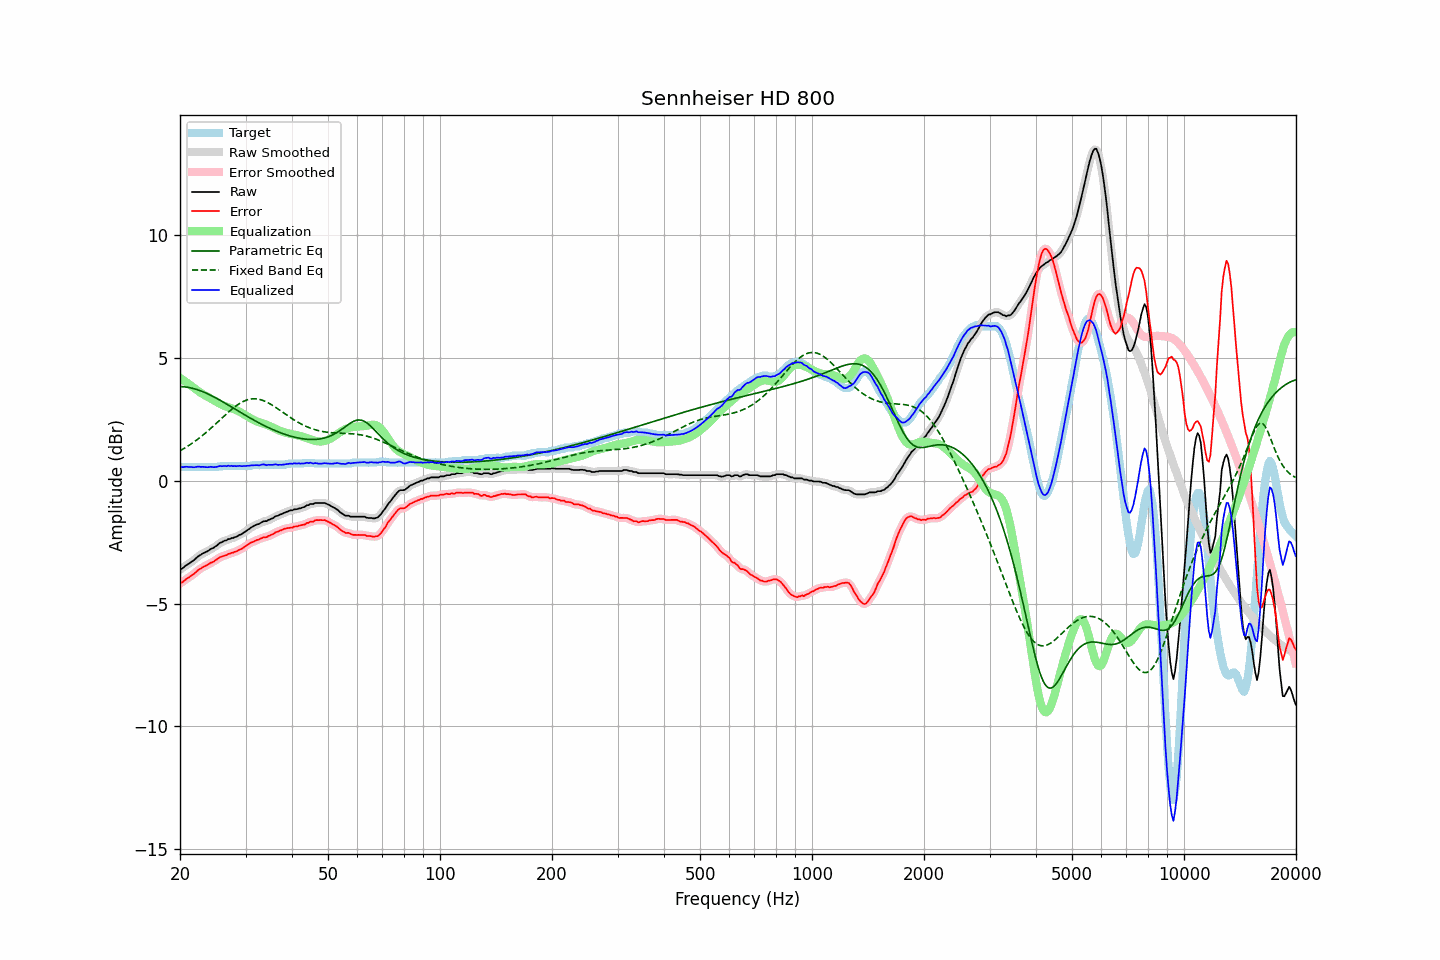 Sennheiser HD 800
Target
Raw Smoothed
Error Smoothed
Raw
Error
Equalization
Parametric Eq
Fixed Band Eq
Equalized
Amplitude (dBr)
10
5
0
−5
−10
−15
20 50 100 200 500 1000 2000 5000 10000 20000
Frequency (Hz)